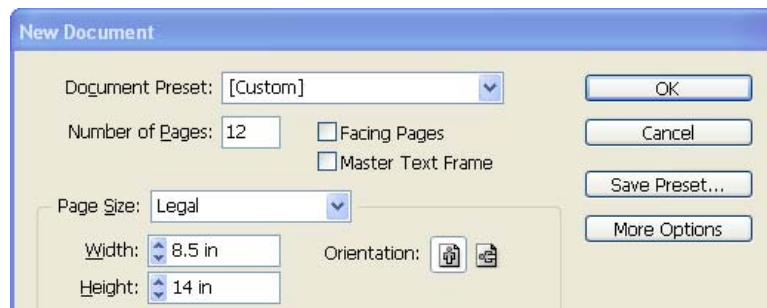 New Document
Document Preset: [Custom]
OK
Number of Pages: 12
Facing Pages
Cancel
Master Text Frame
Save Preset...
Page Size: Legal
More Options
Width: 8.5 in
Orientation:
Height: 14 in